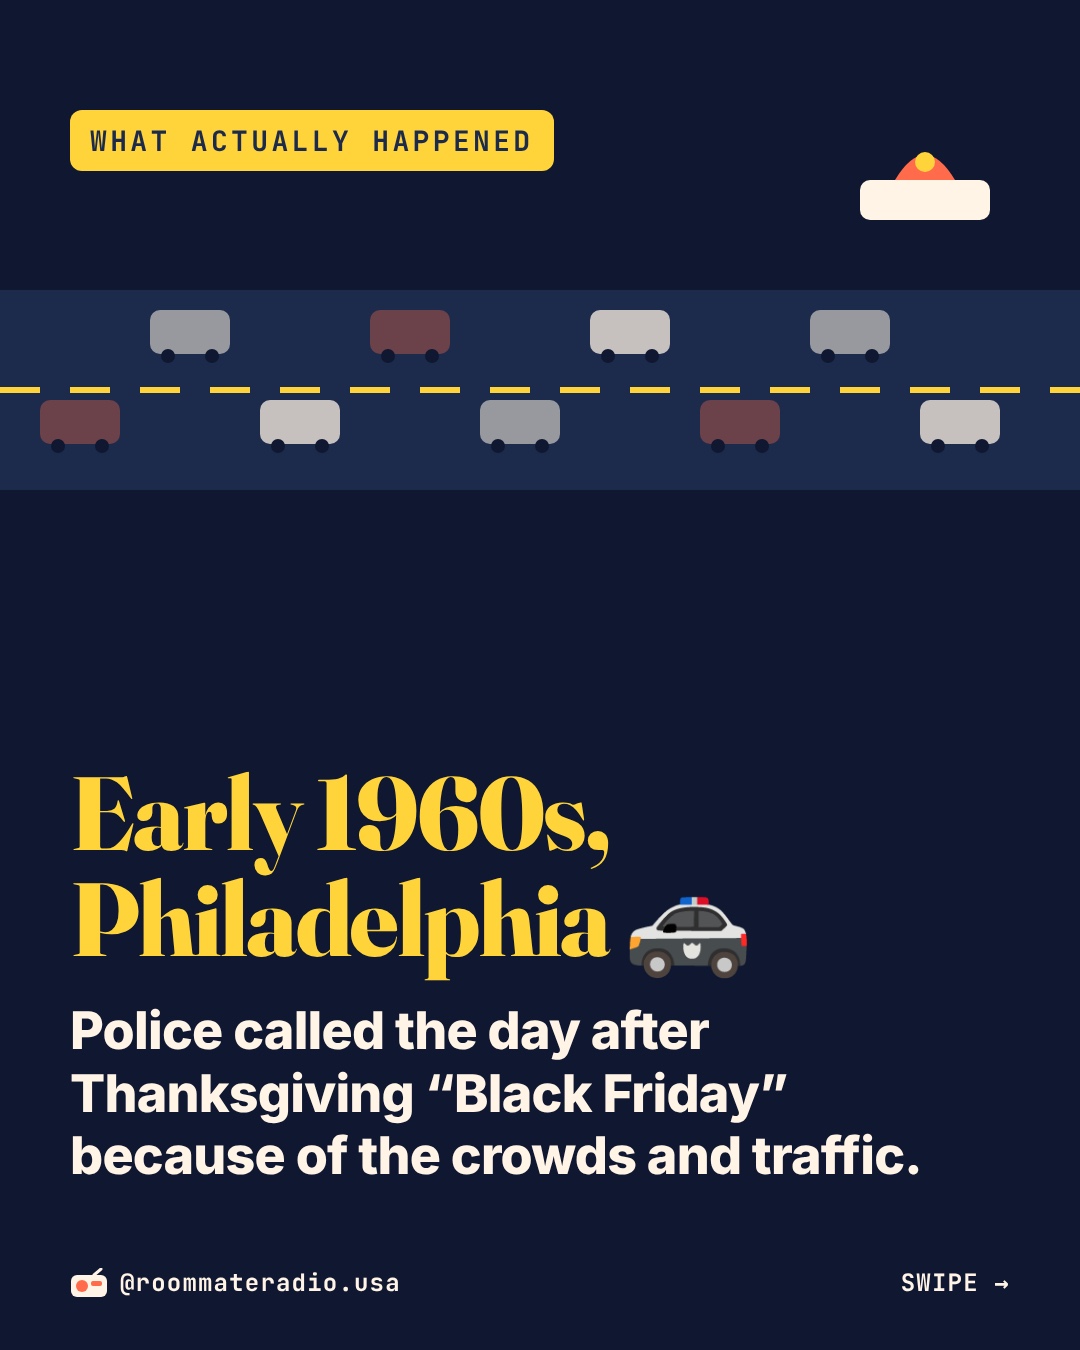 WHAT ACTUALLY HAPPENED
Early 1960s,
Philadelphia 🚓
Police called the day after
Thanksgiving “Black Friday”
because of the crowds and traffic.
@roommateradio.usa
SWIPE →